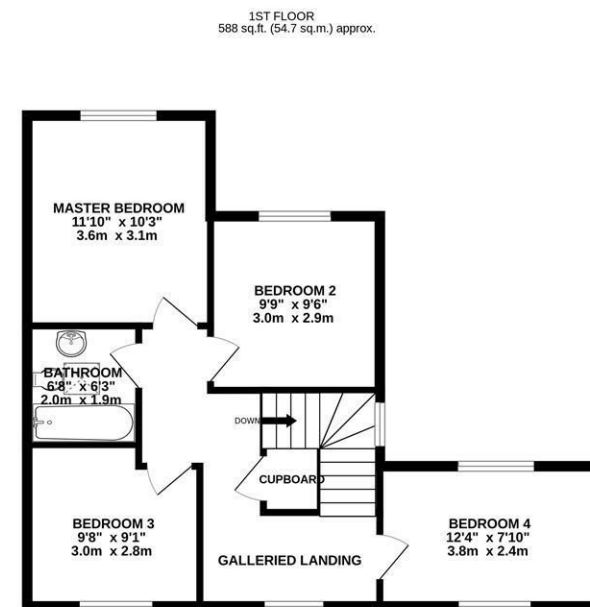 1ST FLOOR
588 sq.ft. (54.7 sq.m.) approx.
MASTER BEDROOM
11'10" x 10'3"
3.6m x 3.1m
BEDROOM 2
9'9" x 9'6"
3.0m x 2.9m
BATHROOM
6'8" x 6'3"
2.0m x 1.9m
DOWN
CUPBOARD
BEDROOM 3
9'8" x 9'1"
3.0m x 2.8m
BEDROOM 4
12'4" x 7'10"
3.8m x 2.4m
GALLERIED LANDING